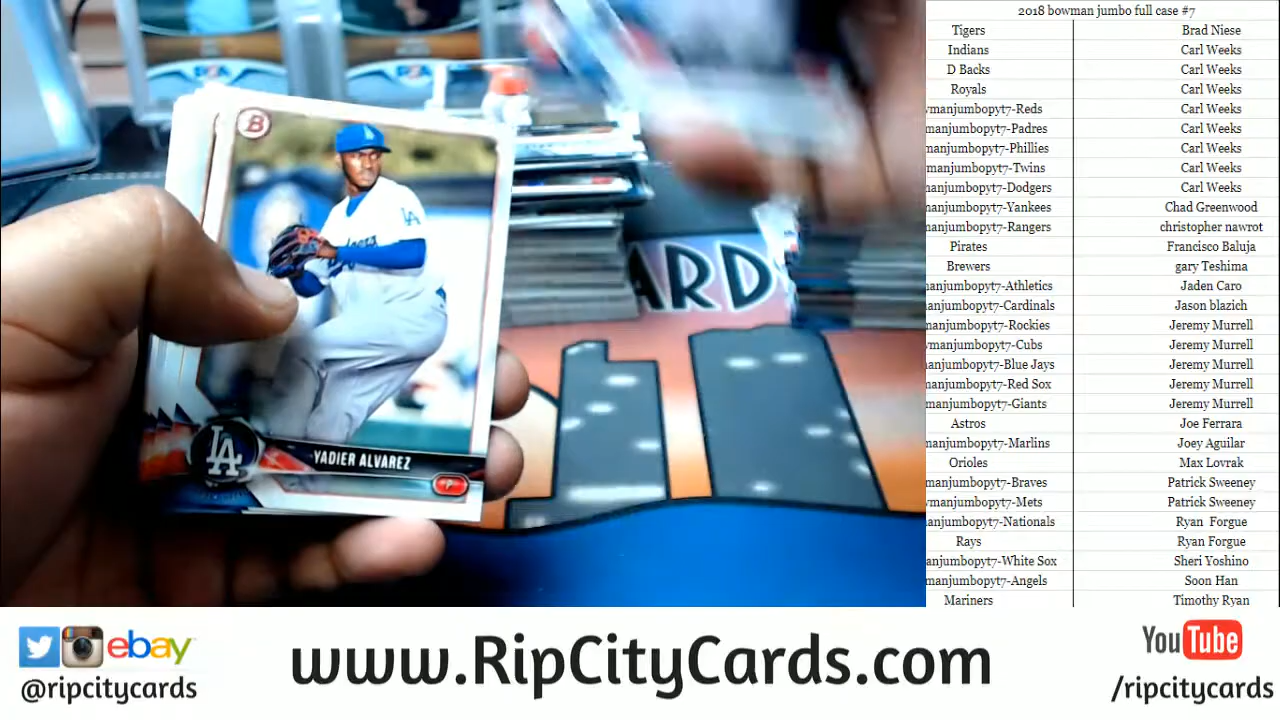 2018 bowman jumbo full case #7
Tigers Brad Niese
Indians Carl Weeks
D Backs Carl Weeks
Royals Carl Weeks
wmanjumbopyt7-Reds Carl Weeks
manjumbopyt7-Padres Carl Weeks
manjumbopyt7-Phillies Carl Weeks
manjumbopyt7-Twins Carl Weeks
manjumbopyt7-Dodgers Carl Weeks
manjumbopyt7-Yankees Chad Greenwood
manjumbopyt7-Rangers christopher nawrot
Pirates Francisco Baluja
Brewers gary Teshima
manjumbopyt7-Athletics Jaden Caro
manjumbopyt7-Cardinals Jason blazich
manjumbopyt7-Rockies Jeremy Murrell
manjumbopyt7-Cubs Jeremy Murrell
manjumbopyt7-Blue Jays Jeremy Murrell
manjumbopyt7-Red Sox Jeremy Murrell
manjumbopyt7-Giants Jeremy Murrell
Astros Joe Ferrara
manjumbopyt7-Marlins Joey Aguilar
Orioles Max Lovrak
manjumbopyt7-Braves Patrick Sweeney
wmanjumbopyt7-Mets Patrick Sweeney
anjumbopyt7-Nationals Ryan Forgue
Rays Ryan Forgue
anjumbopyt7-White Sox Sheri Yoshino
manjumbopyt7-Angels Soon Han
Mariners Timothy Ryan
B
LA
LA
YADIER ALVAREZ
P
ARD
ebay
@ripcitycards
www.RipCityCards.com
YouTube
/ripcitycards